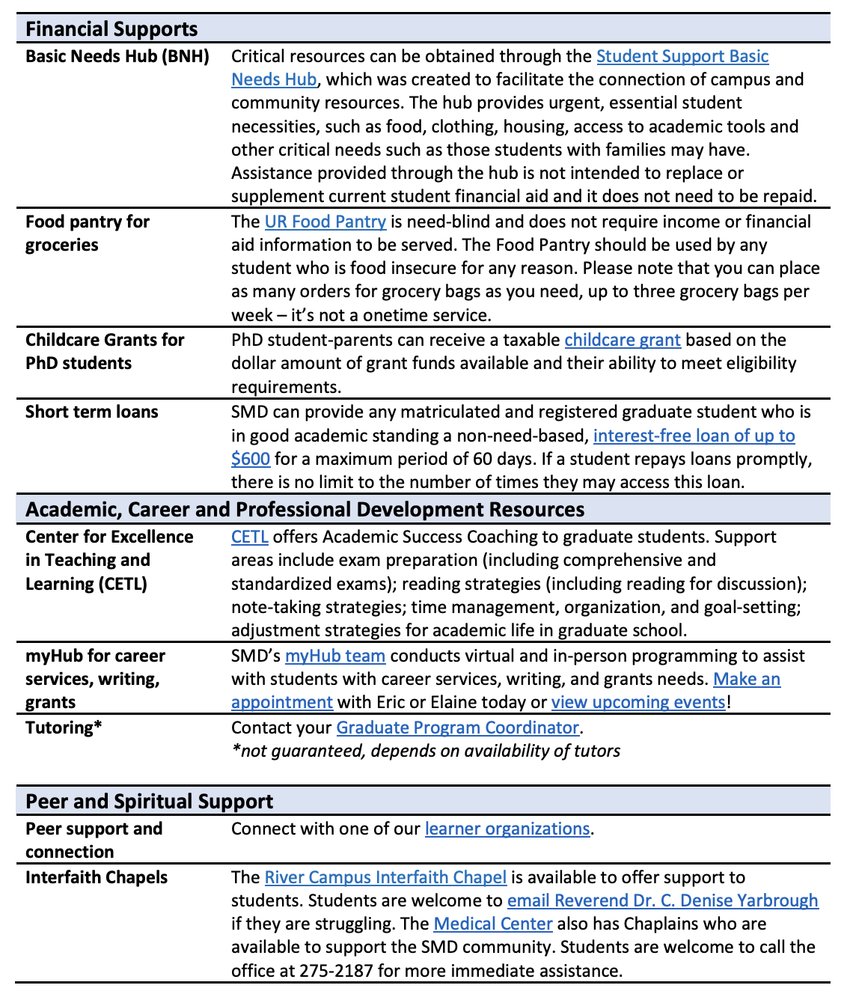 Financial Supports
Basic Needs Hub (BNH)
Critical resources can be obtained through the Student Support Basic
Needs Hub, which was created to facilitate the connection of campus and
community resources. The hub provides urgent, essential student
necessities, such as food, clothing, housing, access to academic tools and
other critical needs such as those students with families may have.
Assistance provided through the hub is not intended to replace or
supplement current student financial aid and it does not need to be repaid.
Food pantry for
groceries
The UR Food Pantry is need-blind and does not require income or financial
aid information to be served. The Food Pantry should be used by any
student who is food insecure for any reason. Please note that you can place
as many orders for grocery bags as you need, up to three grocery bags per
week – it’s not a onetime service.
Childcare Grants for
PhD students
PhD student-parents can receive a taxable childcare grant based on the
dollar amount of grant funds available and their ability to meet eligibility
requirements.
Short term loans
SMD can provide any matriculated and registered graduate student who is
in good academic standing a non-need-based, interest-free loan of up to
$600 for a maximum period of 60 days. If a student repays loans promptly,
there is no limit to the number of times they may access this loan.
Academic, Career and Professional Development Resources
Center for Excellence
in Teaching and
Learning (CETL)
CETL offers Academic Success Coaching to graduate students. Support
areas include exam preparation (including comprehensive and
standardized exams); reading strategies (including reading for discussion);
note-taking strategies; time management, organization, and goal-setting;
adjustment strategies for academic life in graduate school.
myHub for career
services, writing,
grants
SMD’s myHub team conducts virtual and in-person programming to assist
with students with career services, writing, and grants needs. Make an
appointment with Eric or Elaine today or view upcoming events!
Tutoring*
Contact your Graduate Program Coordinator.
*not guaranteed, depends on availability of tutors
Peer and Spiritual Support
Peer support and
connection
Connect with one of our learner organizations.
Interfaith Chapels
The River Campus Interfaith Chapel is available to offer support to
students. Students are welcome to email Reverend Dr. C. Denise Yarbrough
if they are struggling. The Medical Center also has Chaplains who are
available to support the SMD community. Students are welcome to call the
office at 275-2187 for more immediate assistance.